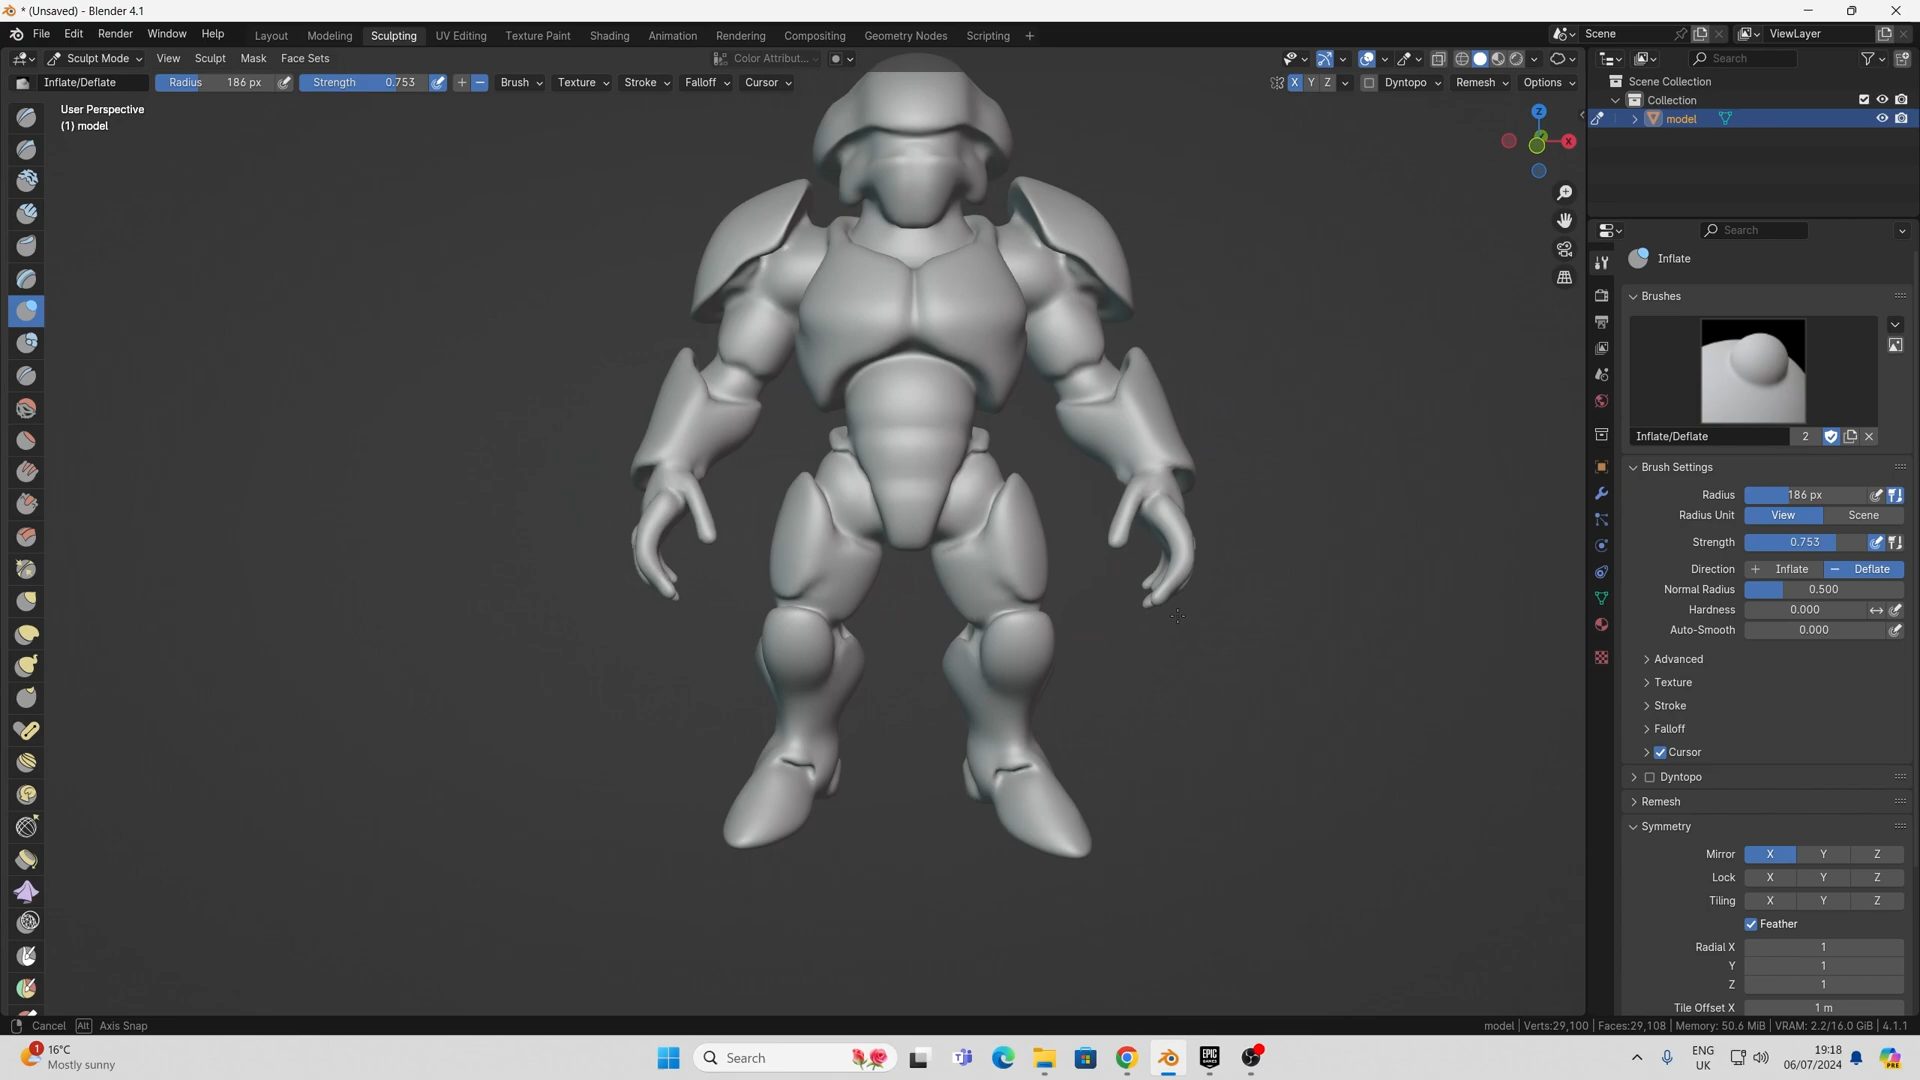 * (Unsaved) - Blender 4.1
File Edit Render Window Help Layout Modeling Sculpting UV Editing Texture Paint Shading Animation Rendering Compositing Geometry Nodes Scripting + Scene ViewLayer
Sculpt Mode View Sculpt Mask Face Sets Color Attribut... Search
Inflate/Deflate Radius 186 px Strength 0.753 + − Brush Texture Stroke Falloff Cursor X Y Z Dyntopo Remesh Options
Scene Collection
Collection
model
User Perspective
(1) model
Z
X
Search
Inflate
Brushes
Inflate/Deflate 2
Brush Settings
Radius 186 px
Radius Unit View Scene
Strength 0.753
Direction + Inflate − Deflate
Normal Radius 0.500
Hardness 0.000
Auto-Smooth 0.000
Advanced
Texture
Stroke
Falloff
Cursor
Dyntopo
Remesh
Symmetry
Mirror X Y Z
Lock X Y Z
Tiling X Y Z
Feather
Radial X 1
Y 1
Z 1
Tile Offset X 1 m
Cancel Alt Axis Snap
model | Verts:29,100 | Faces:29,108 | Memory: 50.6 MiB | VRAM: 2.2/16.0 GiB | 4.1.1
1 16°C
Mostly sunny
Search
EPIC GAMES
ENG
UK
19:18
06/07/2024
PRE